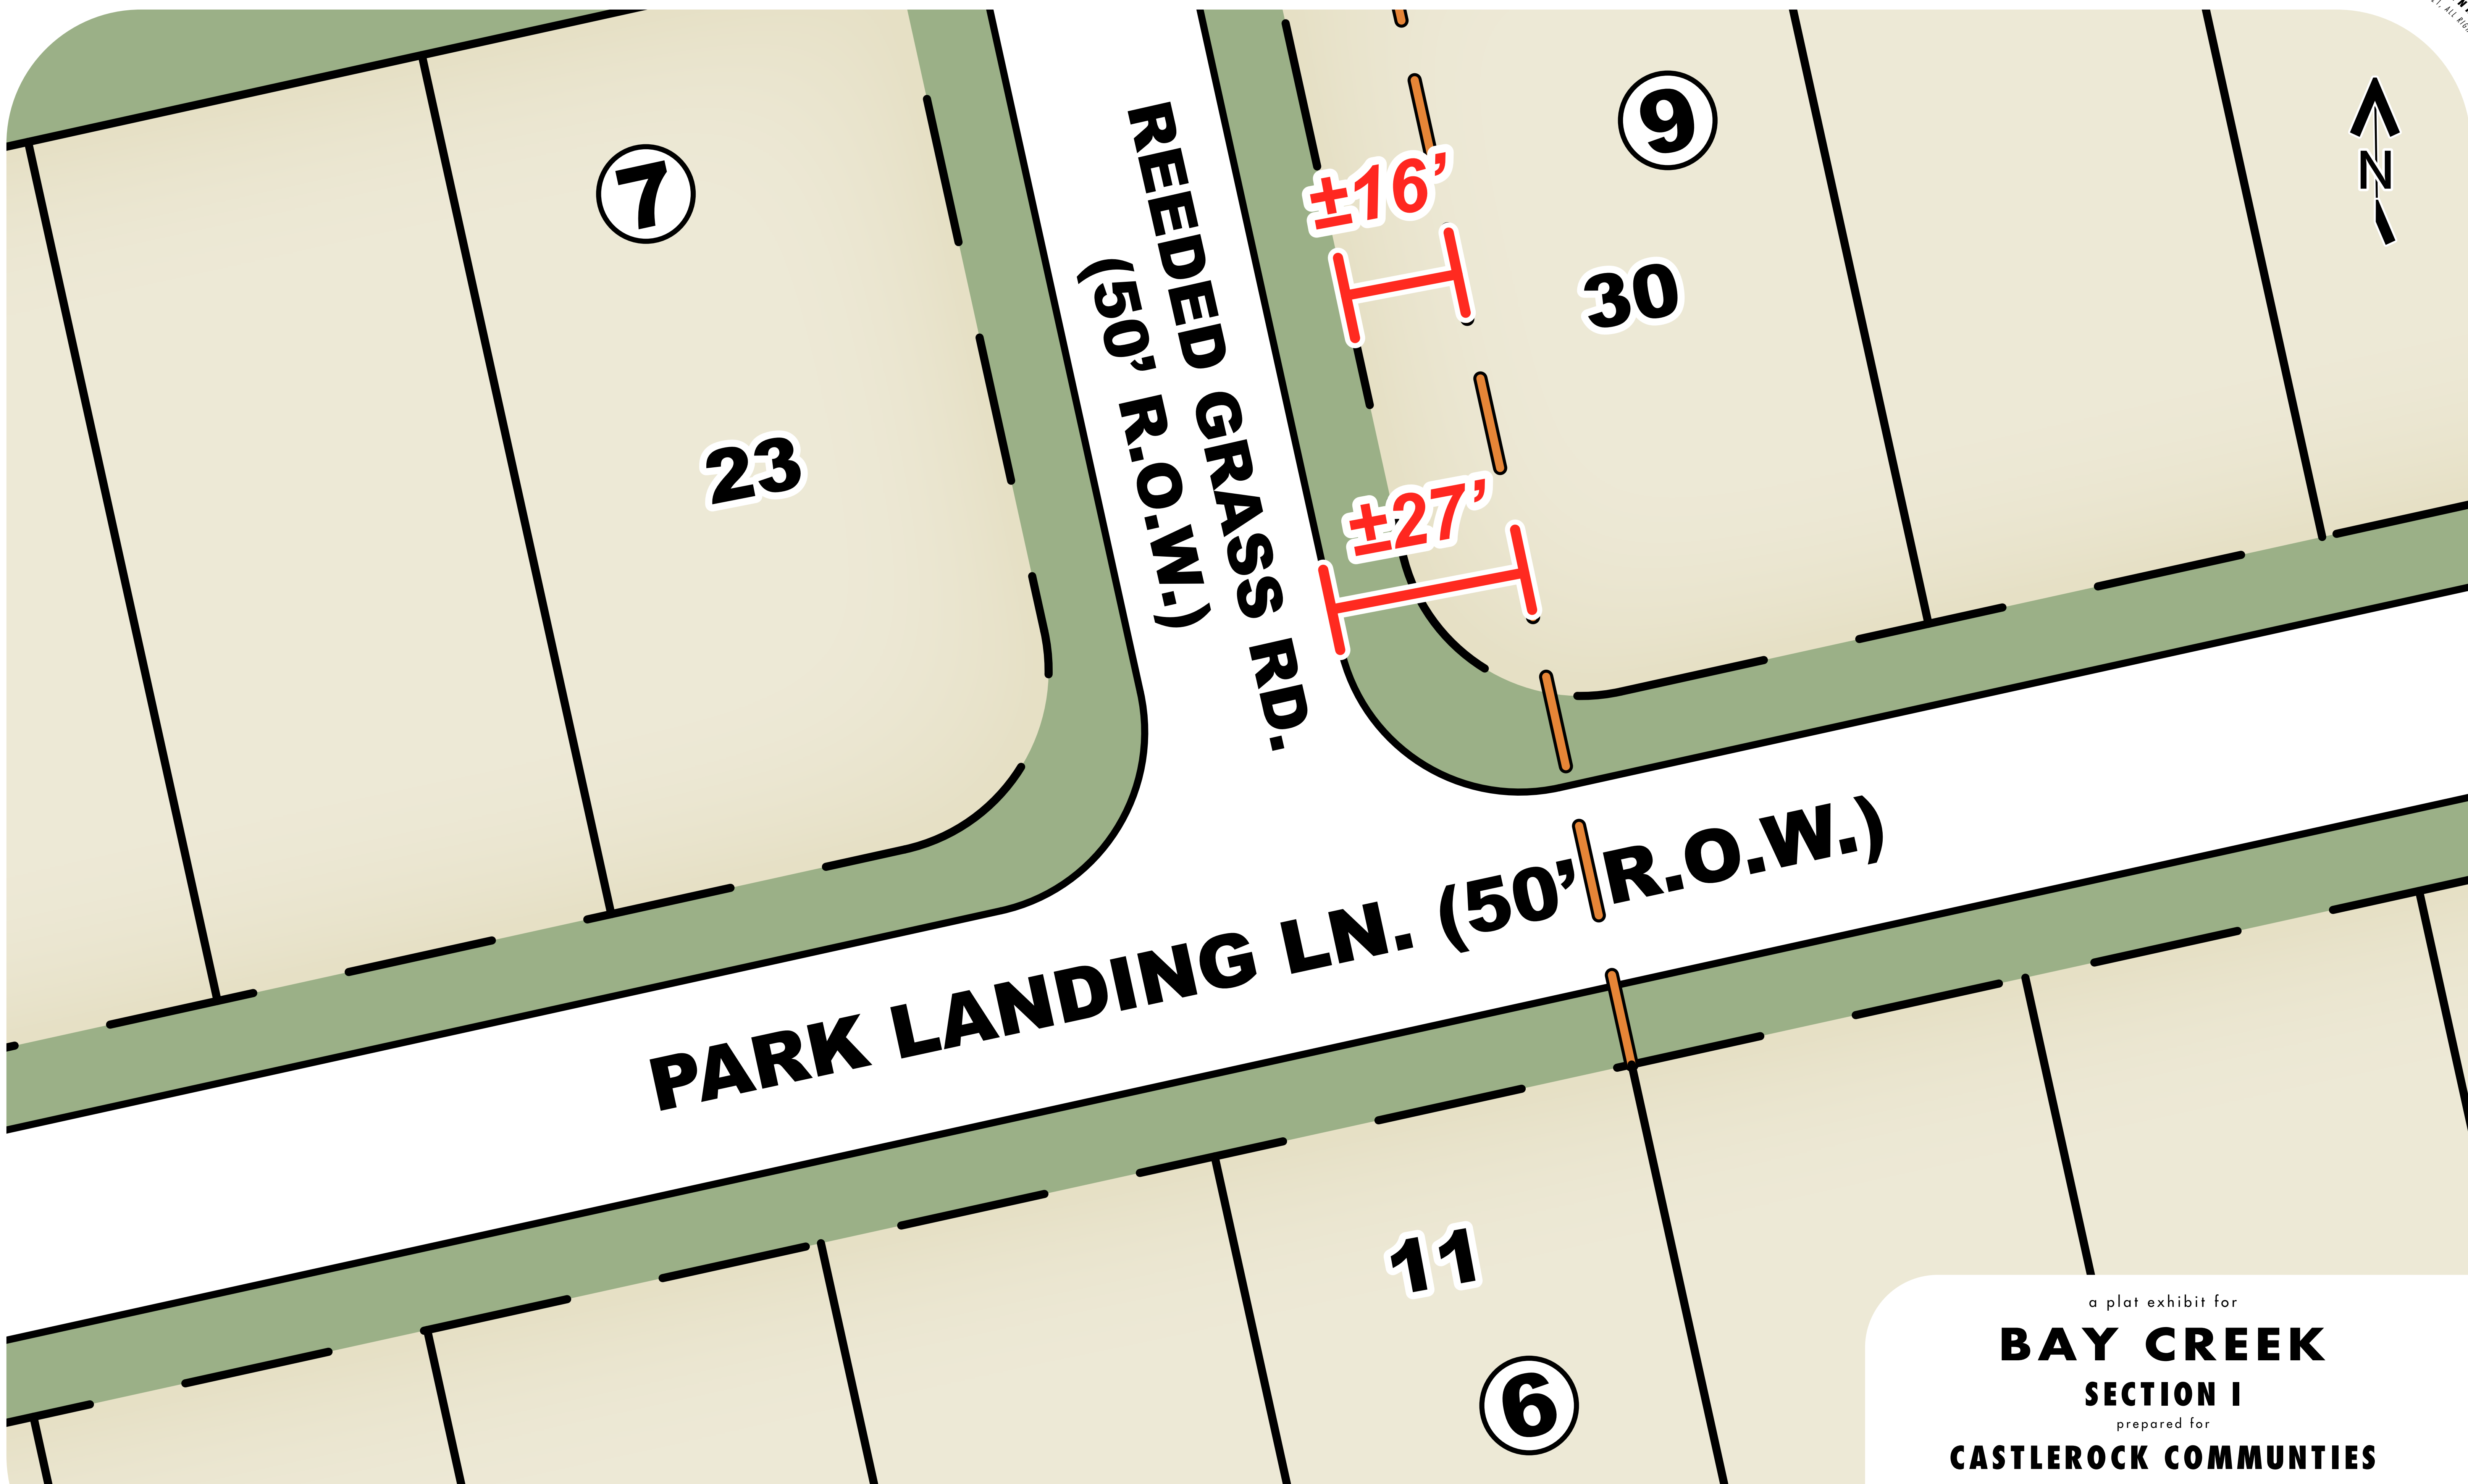 7
9
N
±16’
30
REEDED GRASS RD.
(50’ R.O.W.)
23
±27’
PARK LANDING LN. (50’ R.O.W.)
11
6
a plat exhibit for
BAY CREEK
SECTION I
prepared for
CASTLEROCK COMMUNTIES